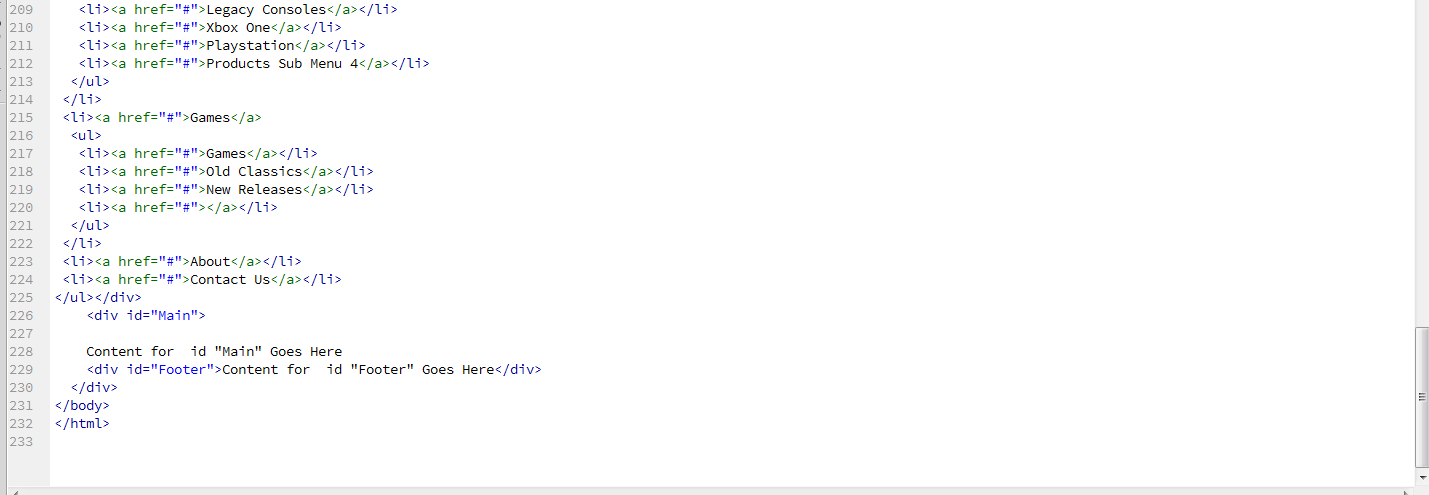 209 <li><a href="#">Legacy Consoles</a></li>
210 <li><a href="#">Xbox One</a></li>
211 <li><a href="#">Playstation</a></li>
212 <li><a href="#">Products Sub Menu 4</a></li>
213 </ul>
214 </li>
215 <li><a href="#">Games</a>
216 <ul>
217 <li><a href="#">Games</a></li>
218 <li><a href="#">Old Classics</a></li>
219 <li><a href="#">New Releases</a></li>
220 <li><a href="#"></a></li>
221 </ul>
222 </li>
223 <li><a href="#">About</a></li>
224 <li><a href="#">Contact Us</a></li>
225 </ul></div>
226 <div id="Main">
227
228 Content for  id "Main" Goes Here
229 <div id="Footer">Content for  id "Footer" Goes Here</div>
230 </div>
231 </body>
232 </html>
233